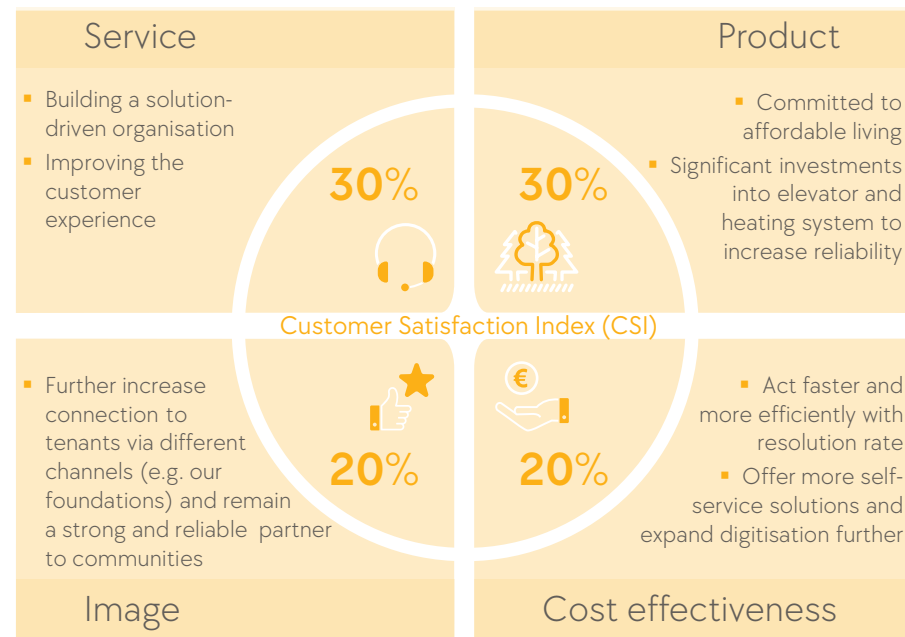 Service
▪ Building a solution-
driven organisation
▪ Improving the
customer
experience
30%
Product
▪ Committed to
affordable living
▪ Significant investments
into elevator and
heating system to
increase reliability
30%
Customer Satisfaction Index (CSI)
▪ Further increase
connection to
tenants via different
channels (e.g. our
foundations) and remain
a strong and reliable partner
to communities
20%
Image
€
▪ Act faster and
more efficiently with
resolution rate
▪ Offer more self-
service solutions and
expand digitisation further
20%
Cost effectiveness